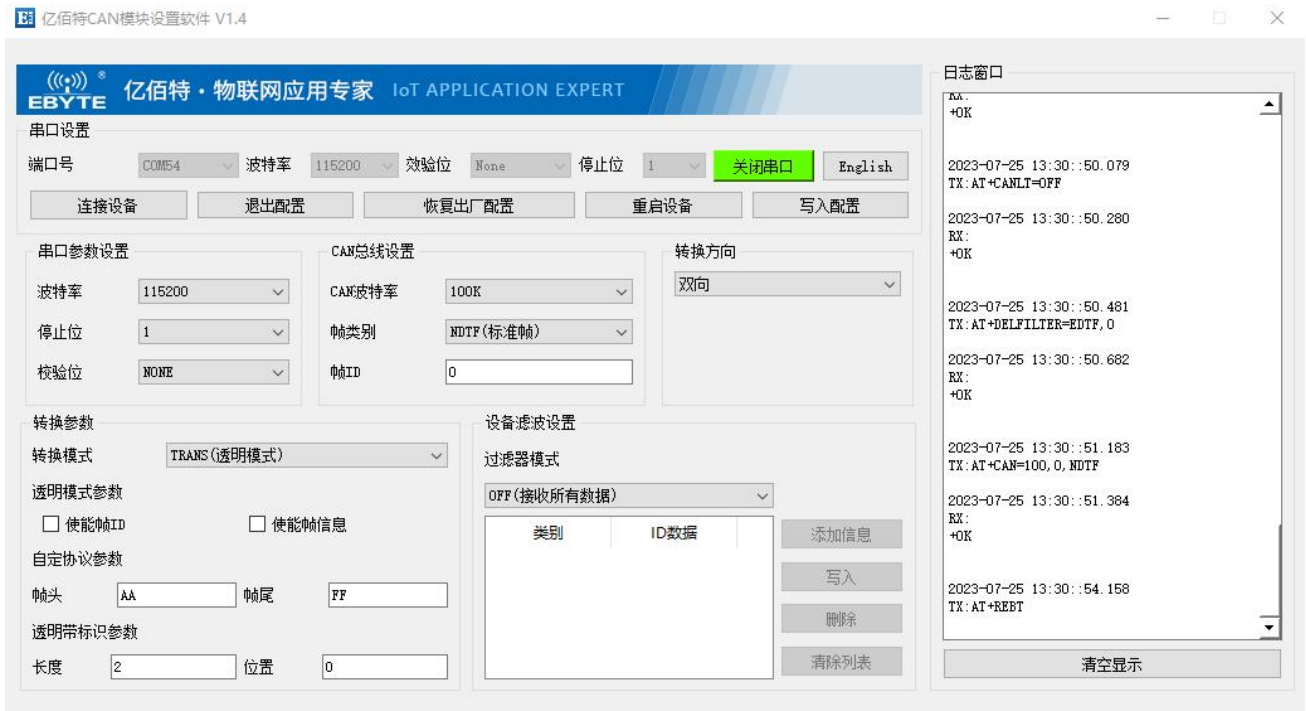 亿佰特CAN模块设置软件 V1.4
EBYTE ®
亿佰特·物联网应用专家 IoT APPLICATION EXPERT
串口设置
端口号 COM54 波特率 115200 效验位 None 停止位 1 关闭串口 English
连接设备 退出配置 恢复出厂配置 重启设备 写入配置
串口参数设置
波特率 115200
停止位 1
校验位 NONE
CAN总线设置
CAN波特率 100K
帧类别 NDTF(标准帧)
帧ID 0
转换方向
双向
转换参数
转换模式 TRANS(透明模式)
透明模式参数
使能帧ID 使能帧信息
自定协议参数
帧头 AA 帧尾 FF
透明带标识参数
长度 2 位置 0
设备滤波设置
过滤器模式
OFF(接收所有数据)
类别 ID数据
添加信息
写入
删除
清除列表
日志窗口
RX:
+OK
2023-07-25 13:30::50.079
TX:AT+CANLT=OFF
2023-07-25 13:30::50.280
RX:
+OK
2023-07-25 13:30::50.481
TX:AT+DELFILTER=EDTF,0
2023-07-25 13:30::50.682
RX:
+OK
2023-07-25 13:30::51.183
TX:AT+CAN=100,0,NDTF
2023-07-25 13:30::51.384
RX:
+OK
2023-07-25 13:30::54.158
TX:AT+REBT
清空显示